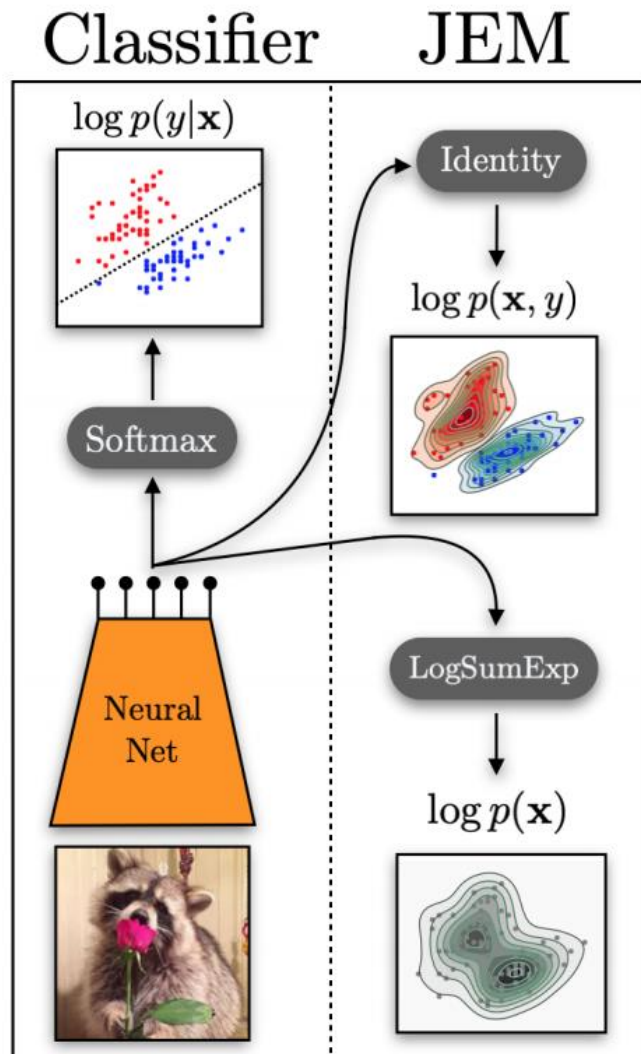 Classifier
JEM
log p(y|x)
Softmax
Neural
Net
Identity
log p(x, y)
LogSumExp
log p(x)